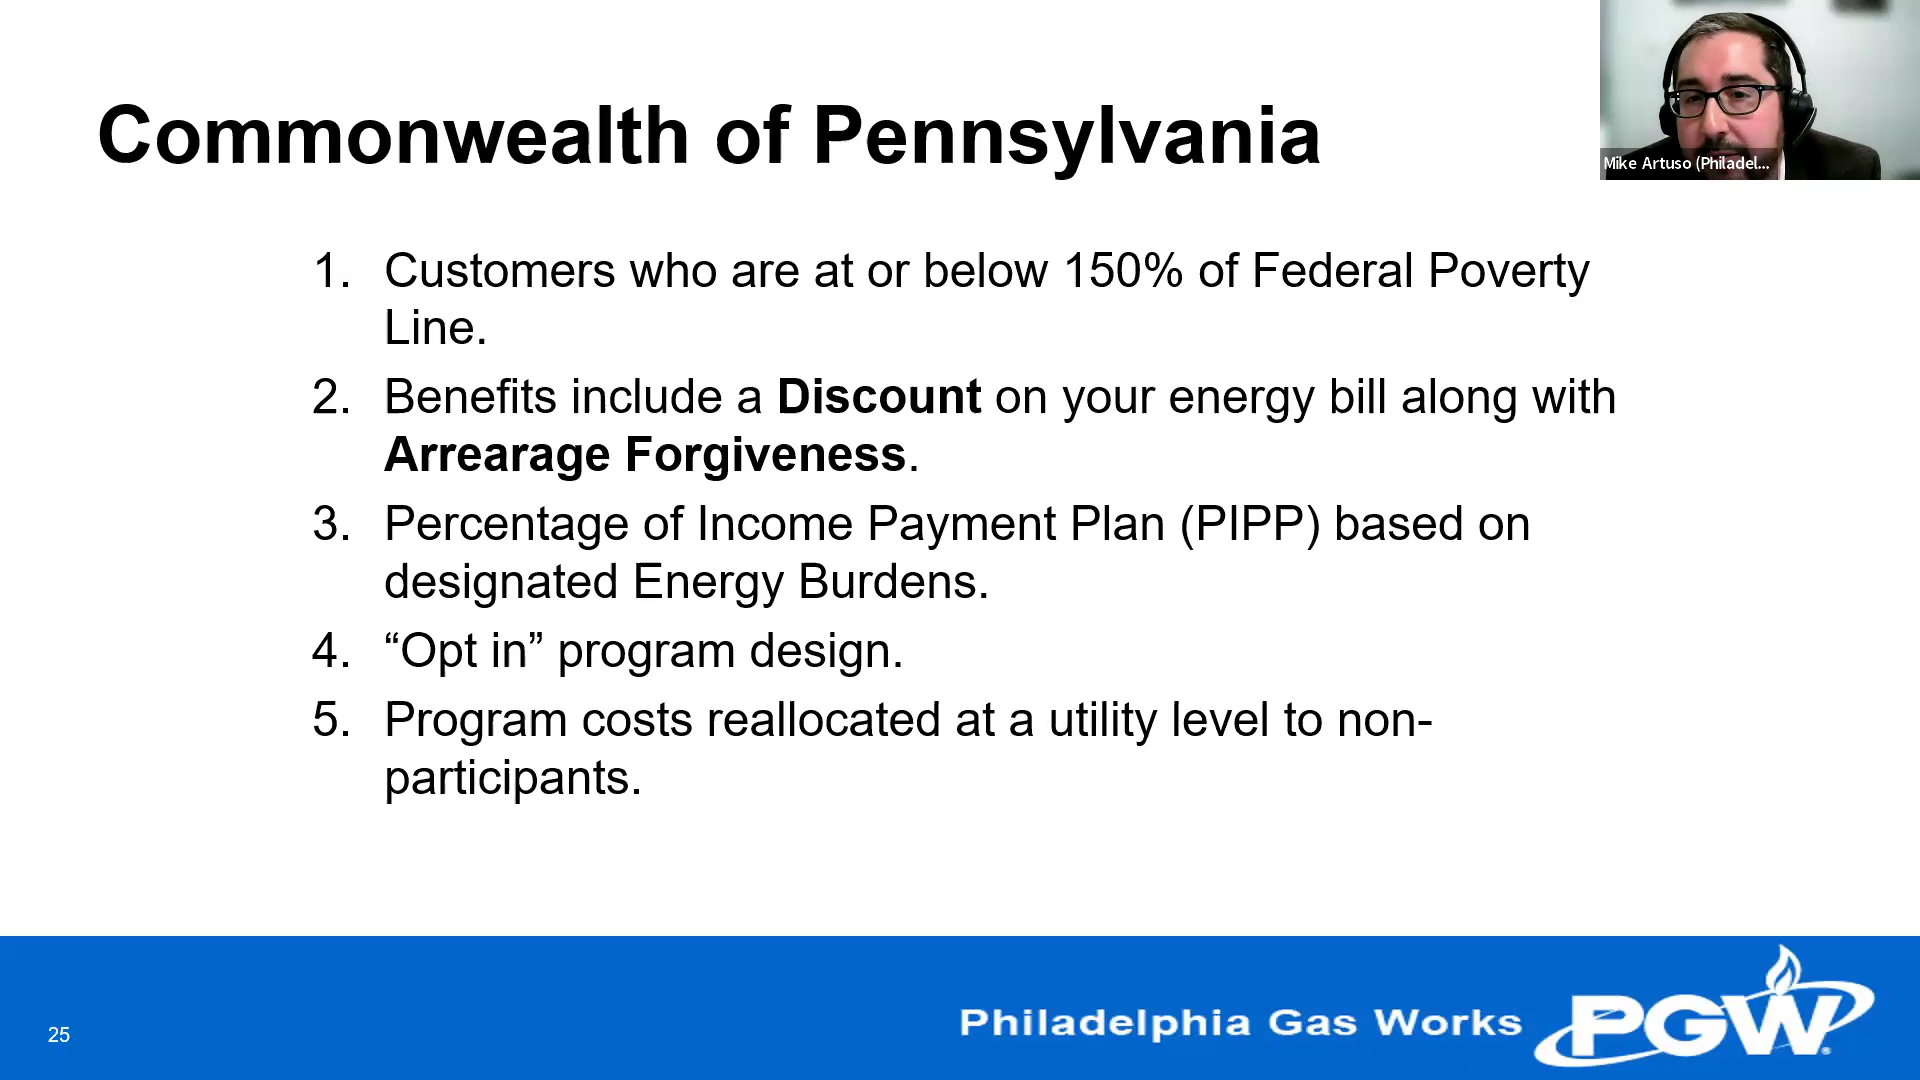 Commonwealth of Pennsylvania
Mike Artuso (Philadel...
1. Customers who are at or below 150% of Federal Poverty
Line.
2. Benefits include a Discount on your energy bill along with
Arrearage Forgiveness.
3. Percentage of Income Payment Plan (PIPP) based on
designated Energy Burdens.
4. “Opt in” program design.
5. Program costs reallocated at a utility level to non-
participants.
25
Philadelphia Gas Works
PGW®